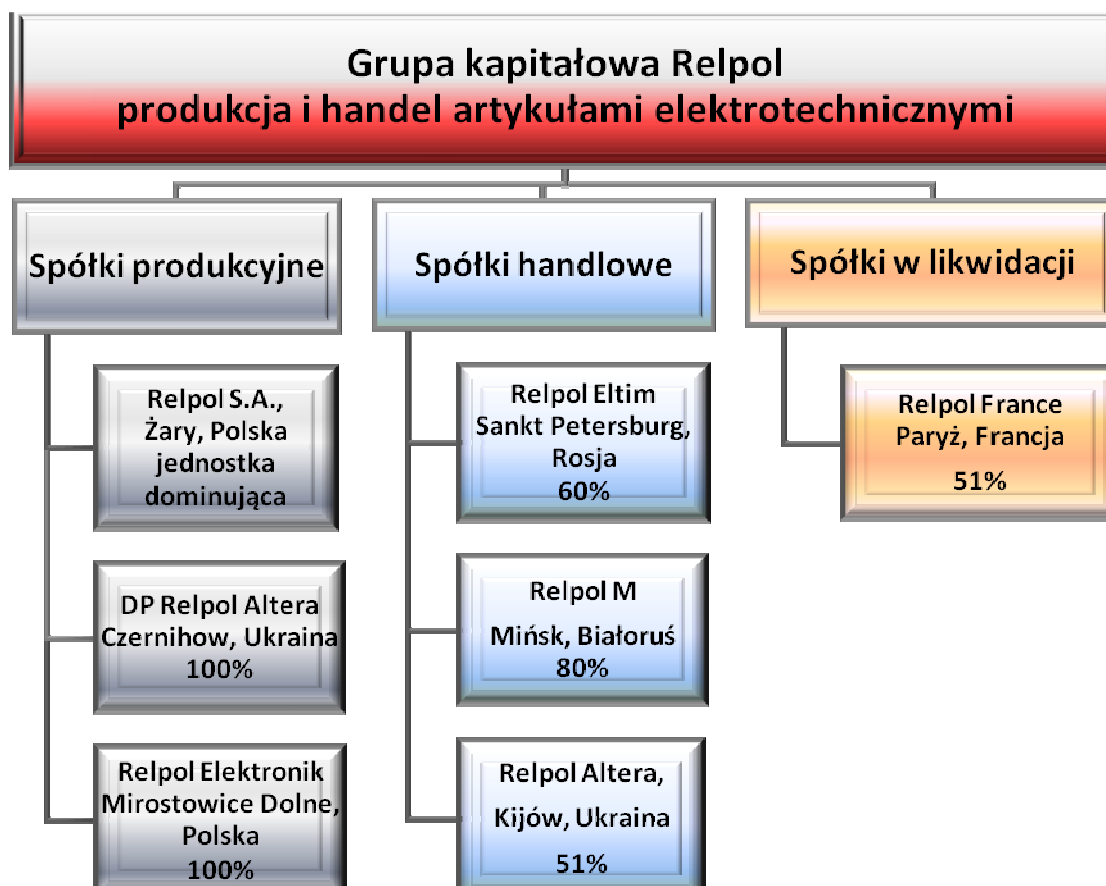 Grupa kapitałowa Relpol
produkcja i handel artykułami elektrotechnicznymi
Spółki produkcyjne
Relpol S.A.,
Żary, Polska
jednostka
dominująca
DP Relpol Altera
Czernihow, Ukraina
100%
Relpol Elektronik
Mirostowice Dolne,
Polska
100%
Spółki handlowe
Relpol Eltim
Sankt Petersburg,
Rosja
60%
Relpol M
Mińsk, Białoruś
80%
Relpol Altera,
Kijów, Ukraina
51%
Spółki w likwidacji
Relpol France
Paryż, Francja
51%